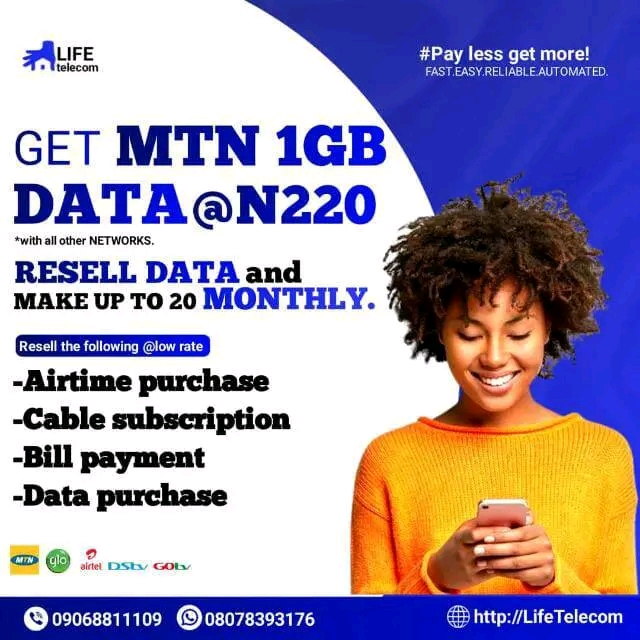 LIFE
telecom
#Pay less get more!
FAST.EASY.RELIABLE.AUTOMATED.
GET MTN 1GB
DATA@N220
*with all other NETWORKS.
RESELL DATA and
MAKE UP TO 20 MONTHLY.
Resell the following @low rate
-Airtime purchase
-Cable subscription
-Bill payment
-Data purchase
MTN glo airtel DStv GOtv
09068811109 08078393176 http://LifeTelecom